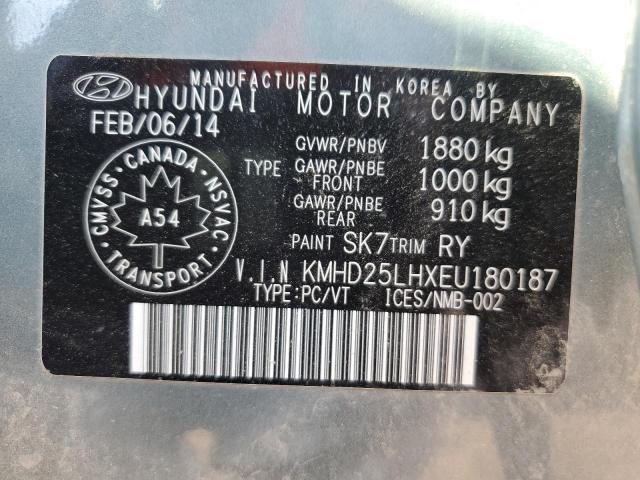 MANUFACTURED IN KOREA BY
HYUNDAI MOTOR COMPANY
FEB/06/14
GVWR/PNBV 1880 kg
TYPE GAWR/PNBE FRONT 1000 kg
GAWR/PNBE REAR 910 kg
CANADA
CMVSS NSVAC
A54
TRANSPORT
PAINT SK7 TRIM RY
V.I.N KMHD25LHXEU180187
TYPE:PC/VT ICES/NMB-002